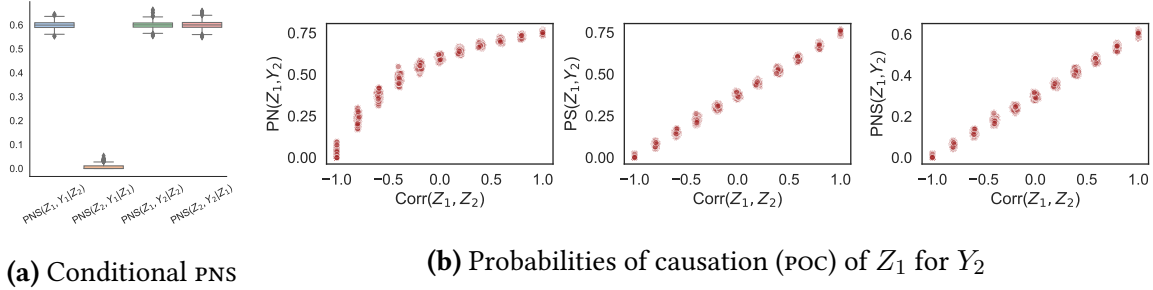 0.6
0.5
0.4
0.3
0.2
0.1
0.0
PNS(Z₁,Y₁|Z₂)
PNS(Z₂,Y₁|Z₁)
PNS(Z₁,Y₂|Z₂)
PNS(Z₂,Y₂|Z₁)
(a) Conditional PNS
PN(Z₁,Y₂)
0.75
0.50
0.25
0.00
−1.0 −0.5 0.0 0.5 1.0
Corr(Z₁, Z₂)
PS(Z₁,Y₂)
0.75
0.50
0.25
0.00
−1.0 −0.5 0.0 0.5 1.0
Corr(Z₁, Z₂)
PNS(Z₁,Y₂)
0.6
0.4
0.2
0.0
−1.0 −0.5 0.0 0.5 1.0
Corr(Z₁, Z₂)
(b) Probabilities of causation (POC) of Z₁ for Y₂